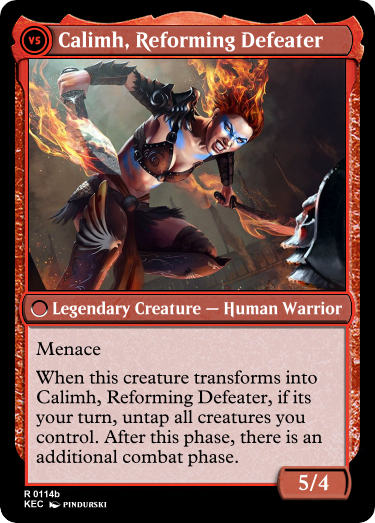 VS
Calimh, Reforming Defeater
Legendary Creature — Human Warrior
Menace
When this creature transforms into
Calimh, Reforming Defeater, if its
your turn, untap all creatures you
control. After this phase, there is an
additional combat phase.
5/4
R 0114b
KEC PINDURSKI